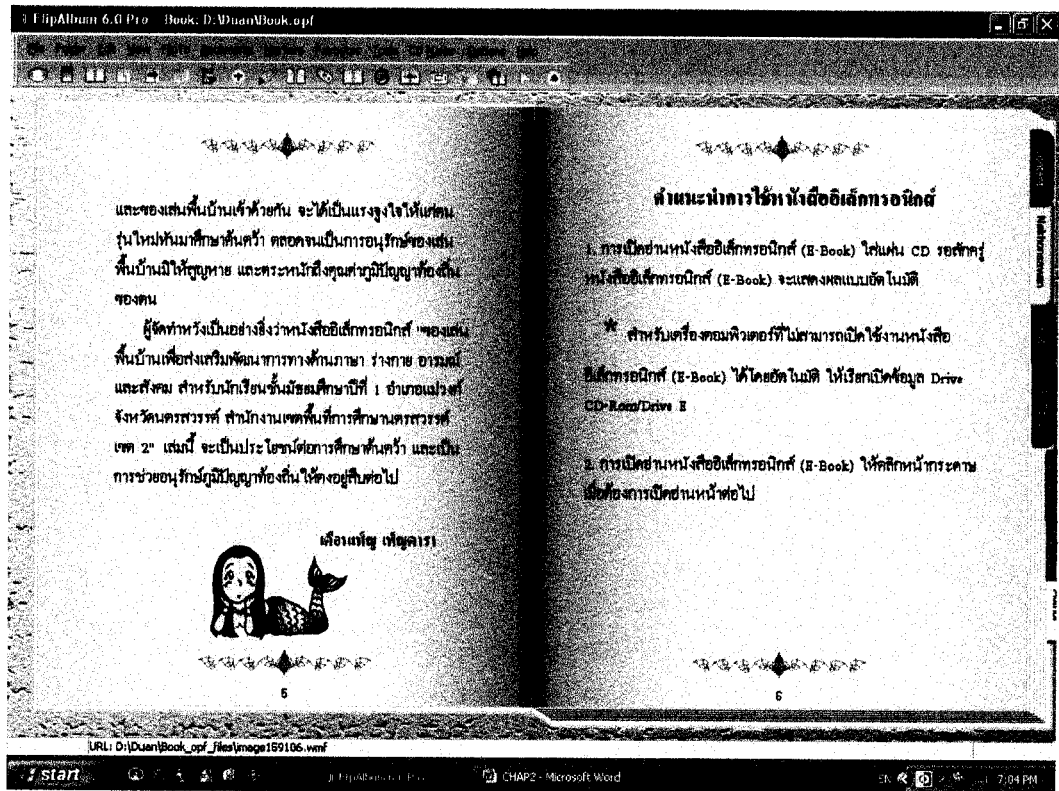 FlipAlbum 6.0 Pro - Book: D:\Duan\Book.opf
และของเล่นพื้นบ้านเข้าด้วยกัน จะได้เป็นแรงจูงใจให้แก่คน
รุ่นใหม่หันมาศึกษาค้นคว้า ตลอดจนเป็นการอนุรักษ์ของเล่น
พื้นบ้านมิให้สูญหาย และตระหนักถึงคุณค่าภูมิปัญญาท้องถิ่น
ของตน
ผู้จัดทำหวังเป็นอย่างยิ่งว่าหนังสืออิเล็กทรอนิกส์ "ของเล่น
พื้นบ้านเพื่อส่งเสริมพัฒนาการทางด้านภาษา ร่างกาย อารมณ์
และสังคม สำหรับนักเรียนชั้นมัธยมศึกษาปีที่ 1 อำเภอแม่วงก์
จังหวัดนครสวรรค์ สำนักงานเขตพื้นที่การศึกษานครสวรรค์
เขต 2" เล่มนี้ จะเป็นประโยชน์ต่อการศึกษาค้นคว้า และเป็น
การช่วยอนุรักษ์ภูมิปัญญาท้องถิ่นให้คงอยู่สืบต่อไป
เดือนเพ็ญ เพ็ญดารา
5
คำแนะนำการใช้หนังสืออิเล็กทรอนิกส์
1. การเปิดอ่านหนังสืออิเล็กทรอนิกส์ (E-Book) ใส่แผ่น CD รอสักครู่
หนังสืออิเล็กทรอนิกส์ (E-Book) จะแสดงผลแบบอัตโนมัติ
* สำหรับเครื่องคอมพิวเตอร์ที่ไม่สามารถเปิดใช้งานหนังสือ
อิเล็กทรอนิกส์ (E-Book) ได้โดยอัตโนมัติ ให้เรียกเปิดข้อมูล Drive
CD-Rom/Drive E
2. การเปิดอ่านหนังสืออิเล็กทรอนิกส์ (E-Book) ให้คลิกหน้ากระดาษ
เมื่อต้องการเปิดอ่านหน้าต่อไป
6
Nakhonsawan
URL: D:\Duan\Book_opf_files\image159106.wmf
start
CHAP2 - Microsoft Word
EN
7:04 PM